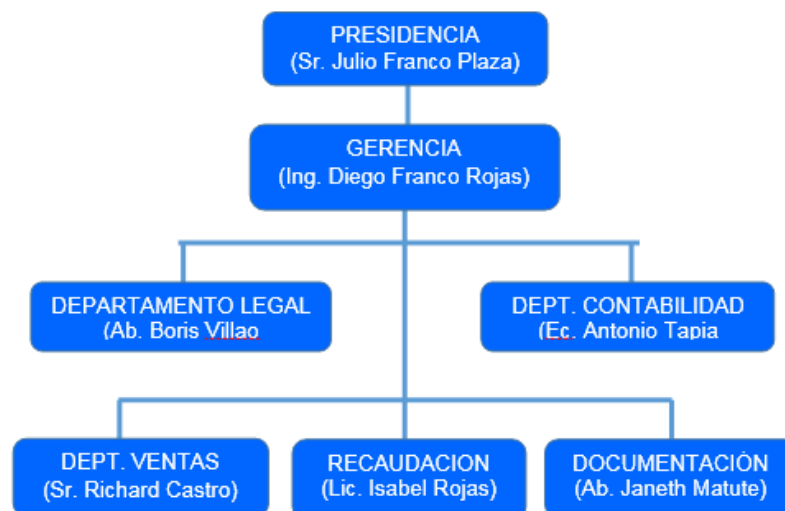 PRESIDENCIA
(Sr. Julio Franco Plaza)
GERENCIA
(Ing. Diego Franco Rojas)
DEPARTAMENTO LEGAL
(Ab. Boris Villao
DEPT. CONTABILIDAD
(Ec. Antonio Tapia
DEPT. VENTAS
(Sr. Richard Castro)
RECAUDACION
(Lic. Isabel Rojas)
DOCUMENTACIÓN
(Ab. Janeth Matute)